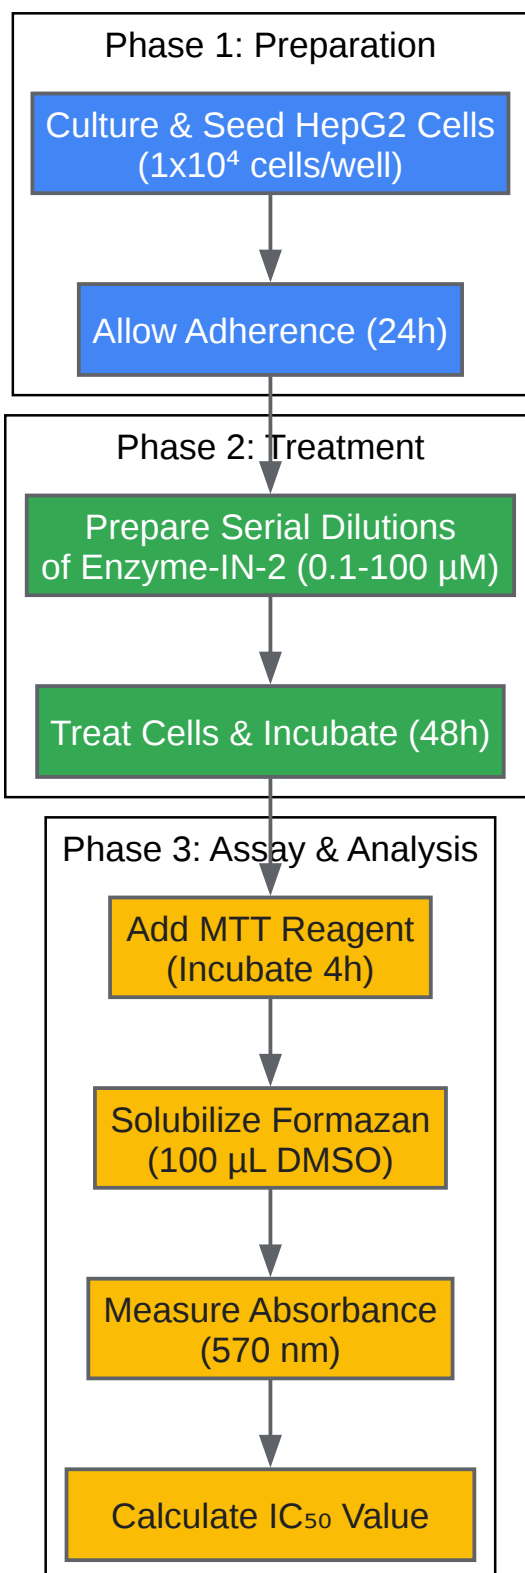 Phase 1: Preparation
Culture & Seed HepG2 Cells
(1x10⁴ cells/well)
Allow Adherence (24h)
Phase 2: Treatment
Prepare Serial Dilutions
of Enzyme-IN-2 (0.1-100 µM)
Treat Cells & Incubate (48h)
Phase 3: Assay & Analysis
Add MTT Reagent
(Incubate 4h)
Solubilize Formazan
(100 µL DMSO)
Measure Absorbance
(570 nm)
Calculate IC₅₀ Value